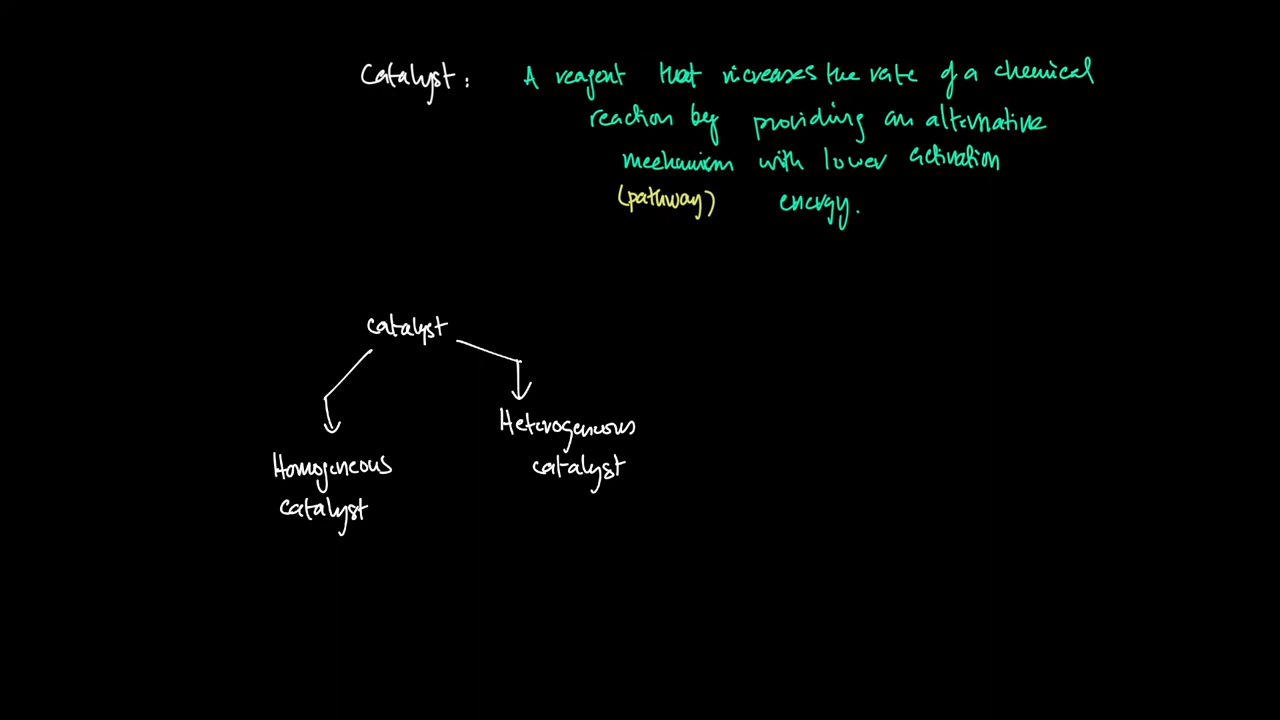 Catalyst: A reagent that increases the rate of a chemical
reaction by providing an alternative
mechanism with lower activation
(pathway) energy.
catalyst
Heterogeneous
catalyst
Homogeneous
catalyst